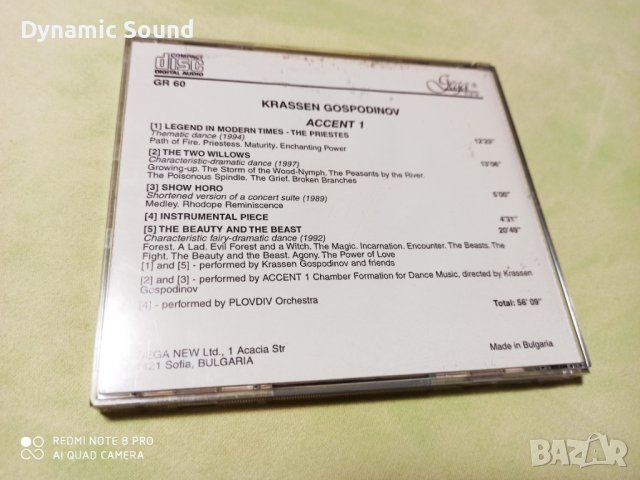 Dynamic Sound
COMPACT
disc
DIGITAL AUDIO
Gega
GR 60
KRASSEN GOSPODINOV
ACCENT 1
[1] LEGEND IN MODERN TIMES - THE PRIESTES
Thematic dance (1994) 12'23"
Path of Fire. Priestess. Maturity. Enchanting Power
[2] THE TWO WILLOWS
Characteristic-dramatic dance (1997) 13'06"
Growing-up. The Storm of the Wood-Nymph. The Peasants by the River.
The Poisonous Spindle. The Grief. Broken Branches
[3] SHOW HORO
Shortened version of a concert suite (1989) 5'00"
Medley. Rhodope Reminiscence
[4] INSTRUMENTAL PIECE 4'31"
[5] THE BEAUTY AND THE BEAST 20'49"
Characteristic fairy-dramatic dance (1992)
Forest. A Lad. Evil Forest and a Witch. The Magic. Incarnation. Encounter. The Beasts. The
Fight. The Beauty and the Beast. Agony. The Power of Love
[1] and [5] - performed by Krassen Gospodinov and friends
[2] and [3] - performed by ACCENT 1 Chamber Formation for Dance Music, directed by Krassen
Gospodinov
[4] - performed by PLOVDIV Orchestra Total: 56' 09"
GEGA NEW Ltd., 1 Acacia Str Made in Bulgaria
1421 Sofia, BULGARIA
REDMI NOTE 8 PRO
AI QUAD CAMERA
BAZAR
bg